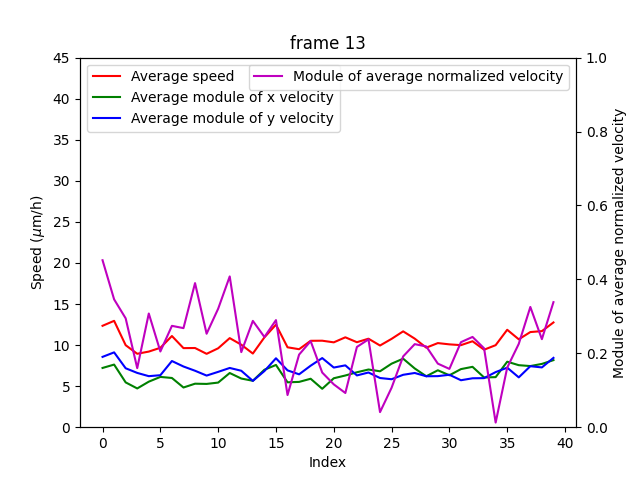 frame 13
Average speed
Average module of x velocity
Average module of y velocity
Module of average normalized velocity
Speed (μm/h)
45
40
35
30
25
20
15
10
5
0
1.0
0.8
0.6
0.4
0.2
0.0
Module of average normalized velocity
0 5 10 15 20 25 30 35 40
Index